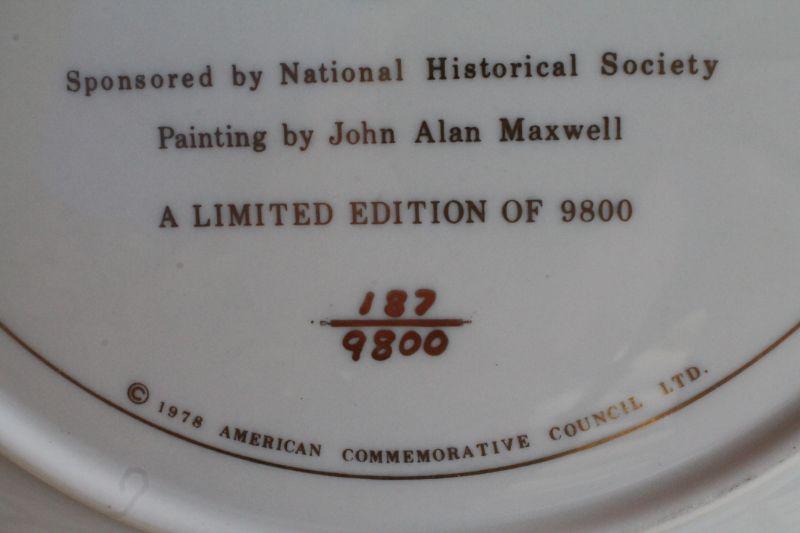 Sponsored by National Historical Society
Painting by John Alan Maxwell
A LIMITED EDITION OF 9800
187
9800
© 1978 AMERICAN COMMEMORATIVE COUNCIL LTD.